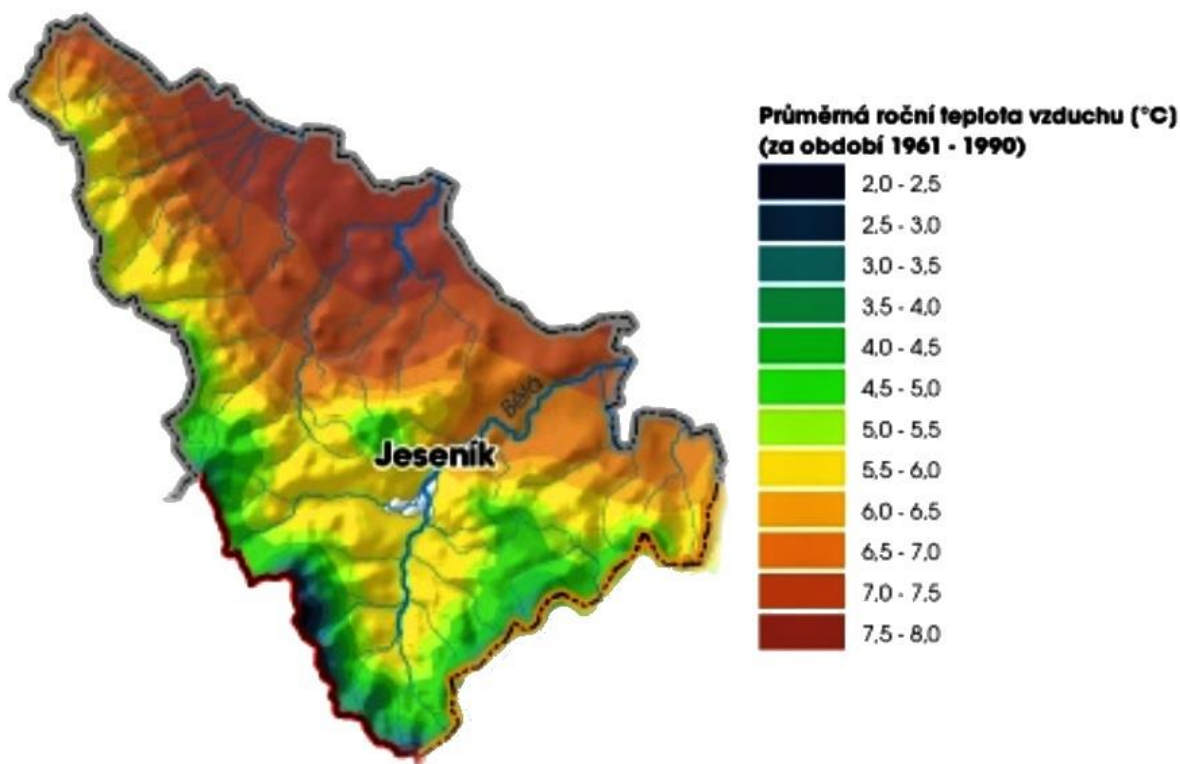 Průměrná roční teplota vzduchu (°C)
(za období 1961 - 1990)
2,0 - 2,5
2,5 - 3,0
3,0 - 3,5
3,5 - 4,0
4,0 - 4,5
4,5 - 5,0
5,0 - 5,5
5,5 - 6,0
6,0 - 6,5
6,5 - 7,0
7,0 - 7,5
7,5 - 8,0
Bělá
Jeseník